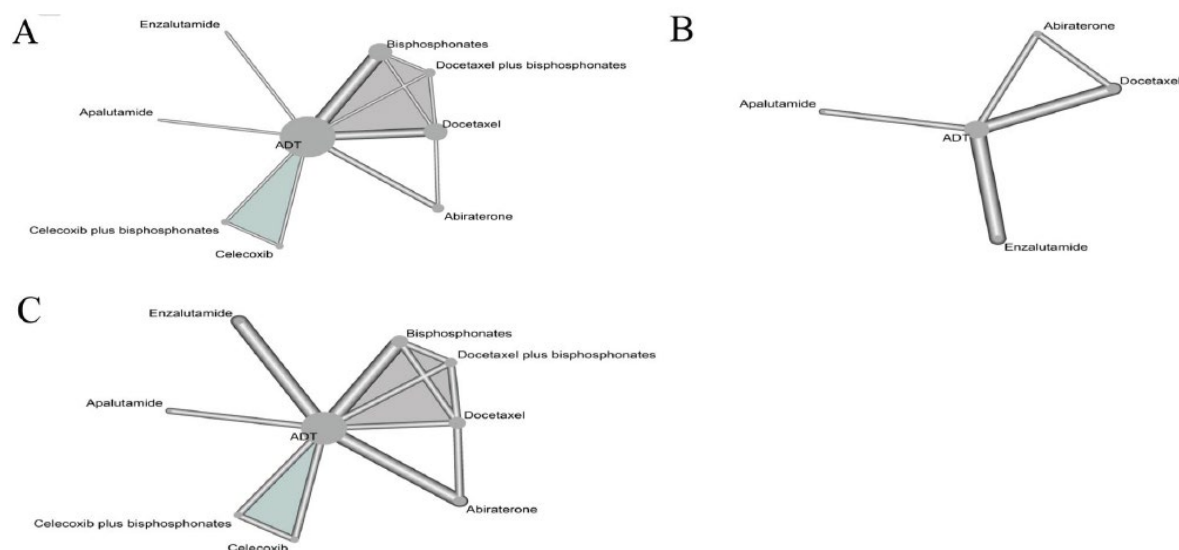 A
Enzalutamide
Bisphosphonates
Docetaxel plus bisphosphonates
Apalutamide
Docetaxel
ADT
Abiraterone
Celecoxib plus bisphosphonates
Celecoxib
B
Abiraterone
Docetaxel
Apalutamide
ADT
Enzalutamide
C
Enzalutamide
Bisphosphonates
Docetaxel plus bisphosphonates
Apalutamide
Docetaxel
ADT
Abiraterone
Celecoxib plus bisphosphonates
Celecoxib